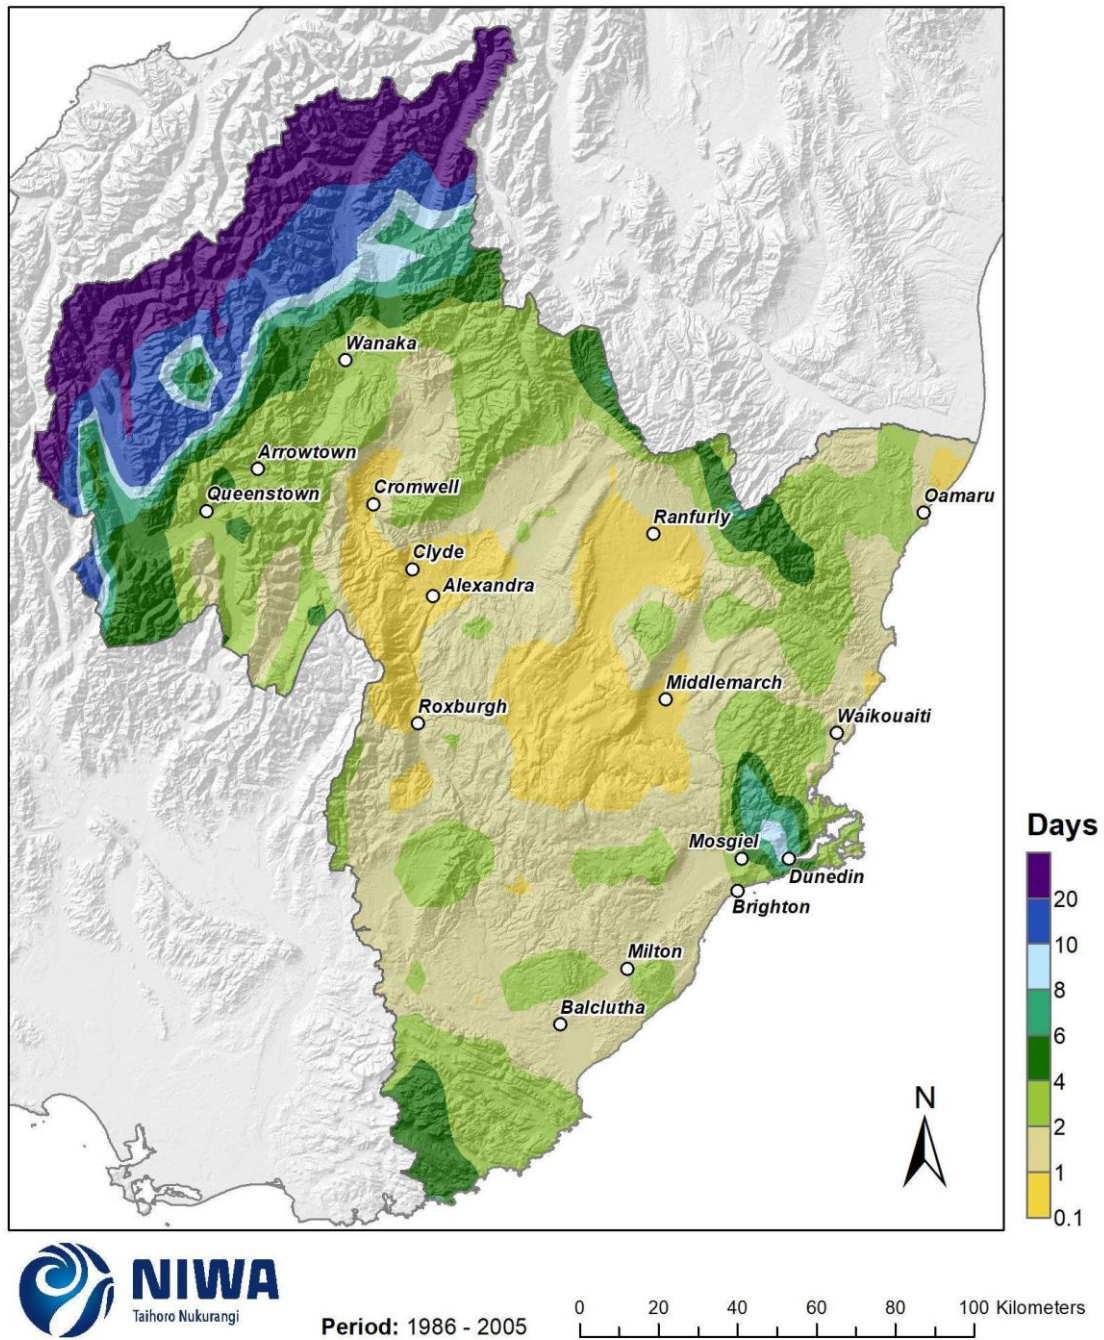 Wanaka
Arrowtown
Queenstown
Cromwell
Ranfurly
Oamaru
Clyde
Alexandra
Middlemarch
Roxburgh
Waikouaiti
Days
20
10
8
6
4
2
1
0.1
Mosgiel
Dunedin
Brighton
Milton
Balclutha
N
NIWA
Taihoro Nukurangi
Period: 1986 - 2005
0 20 40 60 80 100 Kilometers